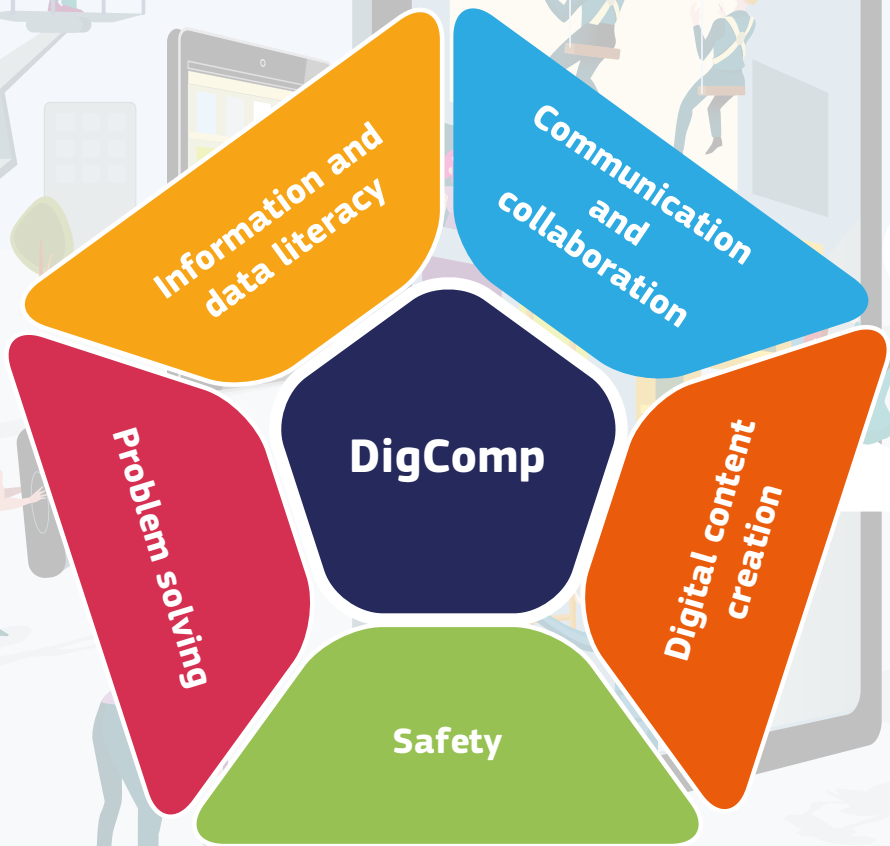 Information and
data literacy
Communication
and
collaboration
DigComp
Problem solving
Digital content
creation
Safety